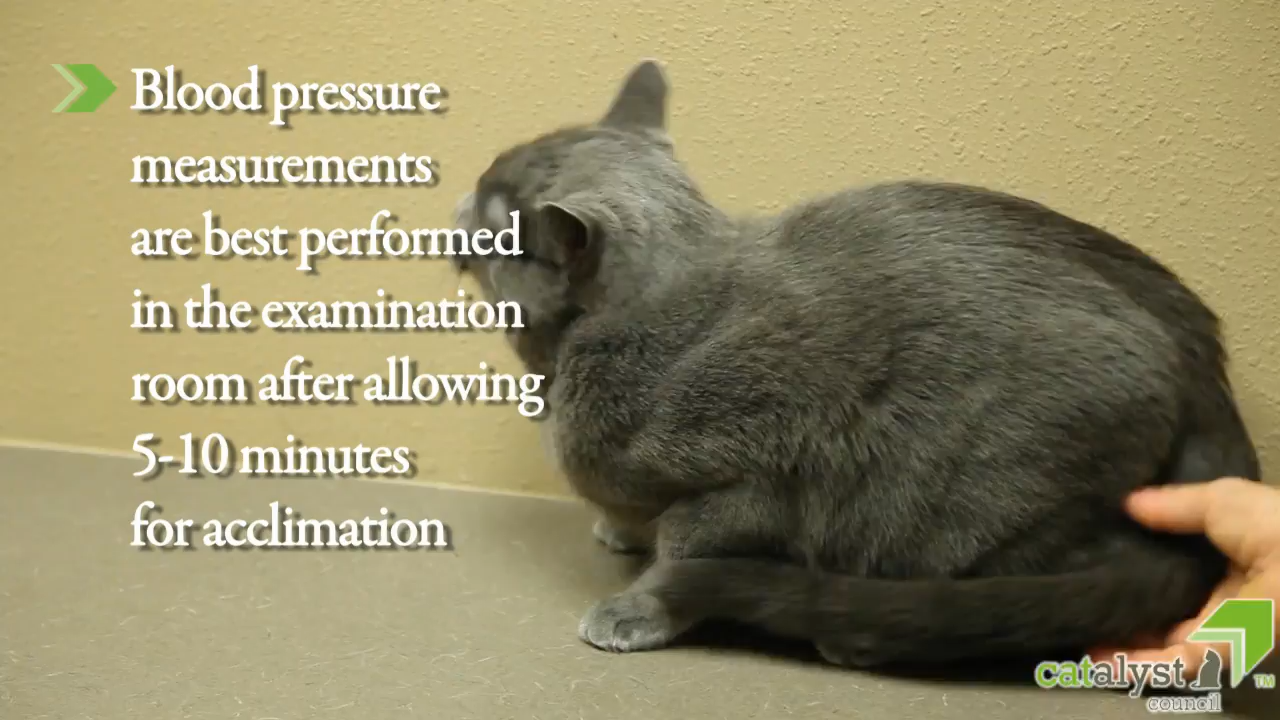 Blood pressure
measurements
are best performed
in the examination
room after allowing
5-10 minutes
for acclimation
catalyst
council
TM